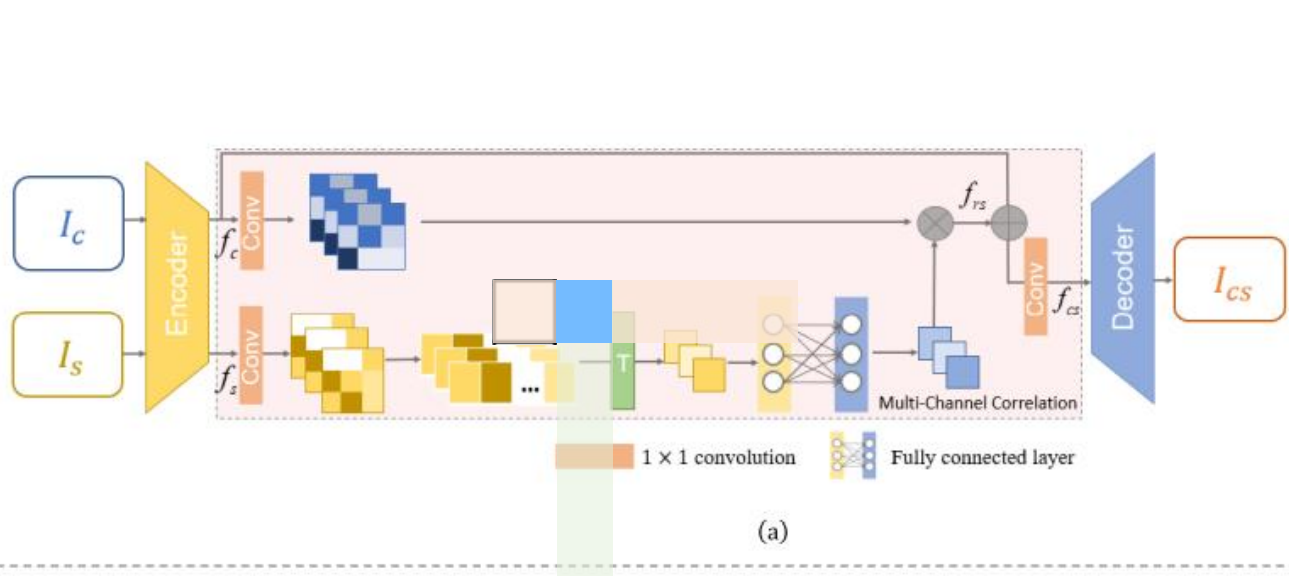 I_c
I_s
Encoder
f_c
Conv
f_s
Conv
...
T
f_rs
Conv
f_cs
Multi-Channel Correlation
Decoder
I_cs
1 × 1 convolution
Fully connected layer
(a)